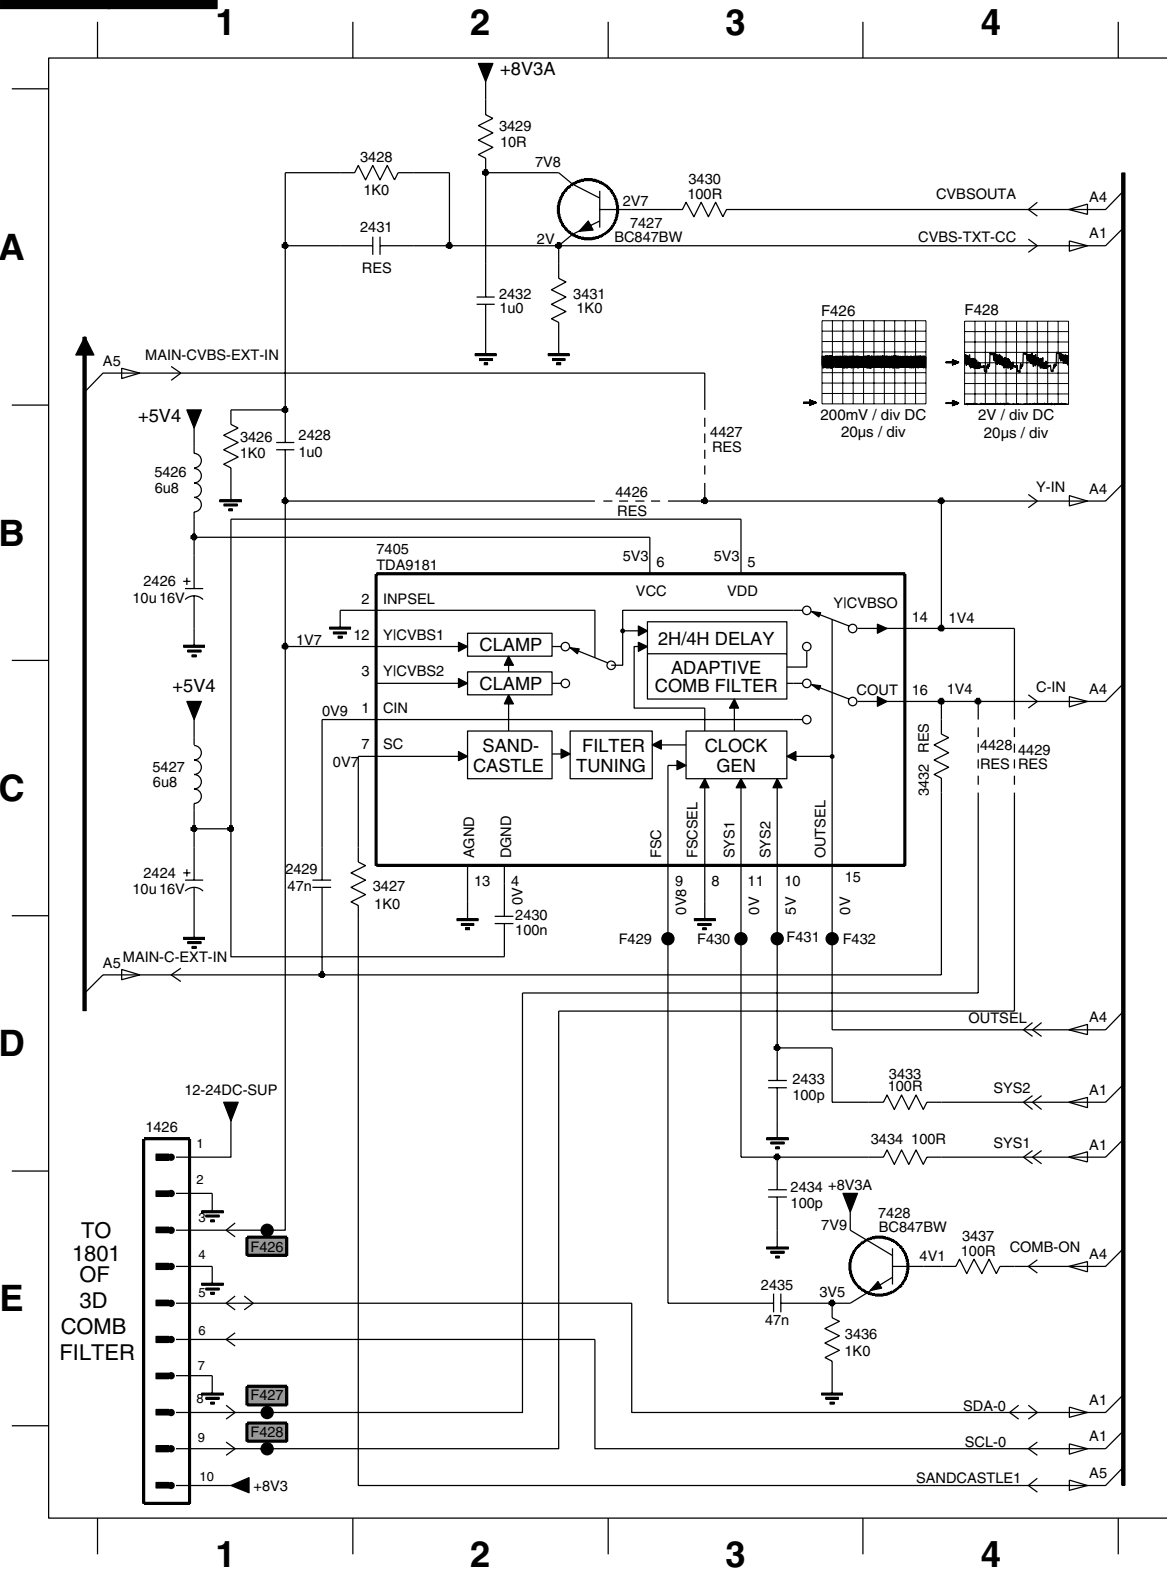 1 2 3 4
+8V3A
3429
10R
3428
1K0
7V8
3430
100R
2V7
CVBSOUTA
A4
7427
BC847BW
2431
RES
2V
CVBS-TXT-CC
A1
A
2432
1u0
3431
1K0
F426
F428
200mV / div DC
20µs / div
2V / div DC
20µs / div
A5
MAIN-CVBS-EXT-IN
+5V4
3426
1K0
2428
1u0
4427
RES
5426
6u8
4426
RES
Y-IN
A4
B
7405
TDA9181
5V3
6
5V3
5
2426 +
10u 16V
VCC
VDD
2
INPSEL
Y|CVBSO
14
1V4
1V7
12
Y|CVBS1
CLAMP
2H/4H DELAY
3
Y|CVBS2
CLAMP
ADAPTIVE
COMB FILTER
COUT
16
1V4
C-IN
A4
+5V4
0V9
1
CIN
0V7
7
SC
SAND-
CASTLE
FILTER
TUNING
CLOCK
GEN
3432 RES
4428
RES
4429
RES
5427
6u8
C
AGND
DGND
FSC
FSCSEL
SYS1
SYS2
OUTSEL
2424 +
10u 16V
2429
47n
3427
1K0
13
4
0V
2430
100n
9
0V8
8
11
0V
10
5V
15
0V
F429
F430
F431
F432
A5
MAIN-C-EXT-IN
OUTSEL
A4
D
2433
100p
3433
100R
SYS2
A1
12-24DC-SUP
1426
3434 100R
SYS1
A1
2434
100p
+8V3A
7V9
7428
BC847BW
3437
100R
4V1
COMB-ON
A4
TO
1801
OF
3D
COMB
FILTER
1
2
3
F426
4
5
6
7
8
F427
9
F428
10
+8V3
E
2435
47n
3V5
3436
1K0
SDA-0
A1
SCL-0
A1
SANDCASTLE1
A5
1 2 3 4